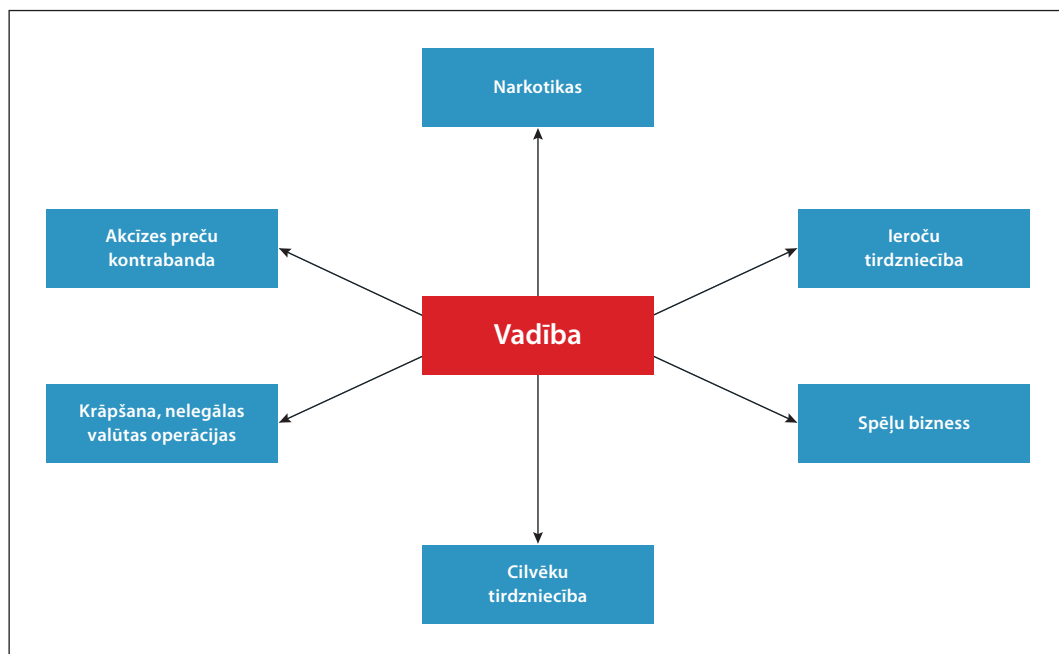 Narkotikas
Akcīzes preču
kontrabanda
Ieroču
tirdzniecība
Vadība
Krāpšana, nelegālas
valūtas operācijas
Spēļu bizness
Cilvēku
tirdzniecība